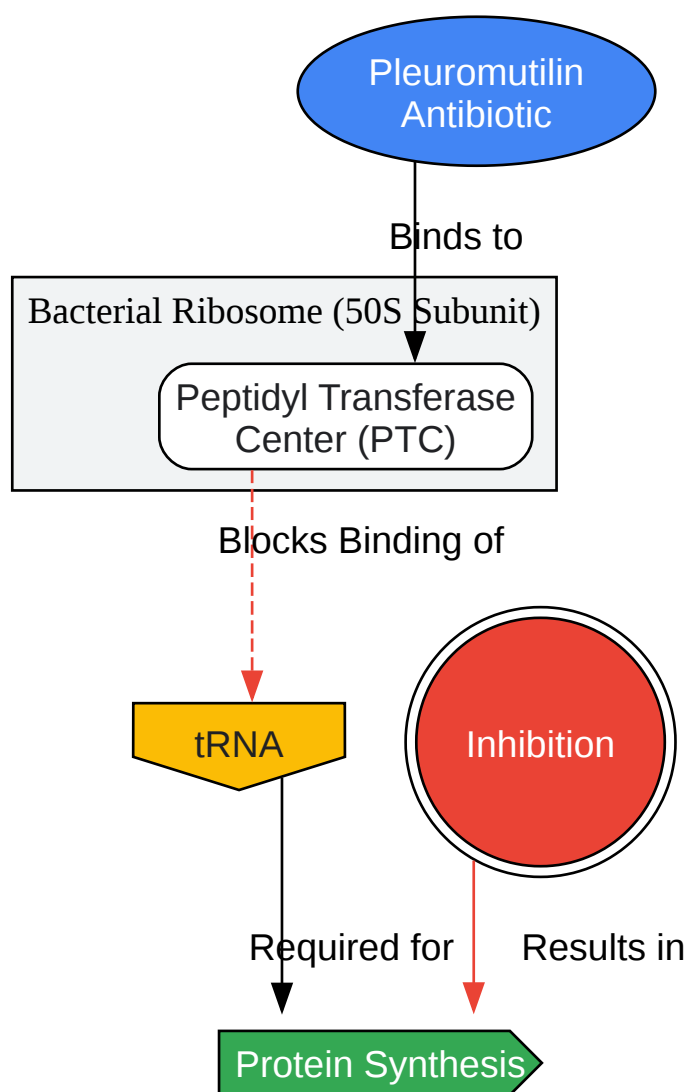 Pleuromutilin
Antibiotic
Binds to
Bacterial Ribosome (50S Subunit)
Peptidyl Transferase
Center (PTC)
Blocks Binding of
tRNA
Inhibition
Required for
Results in
Protein Synthesis